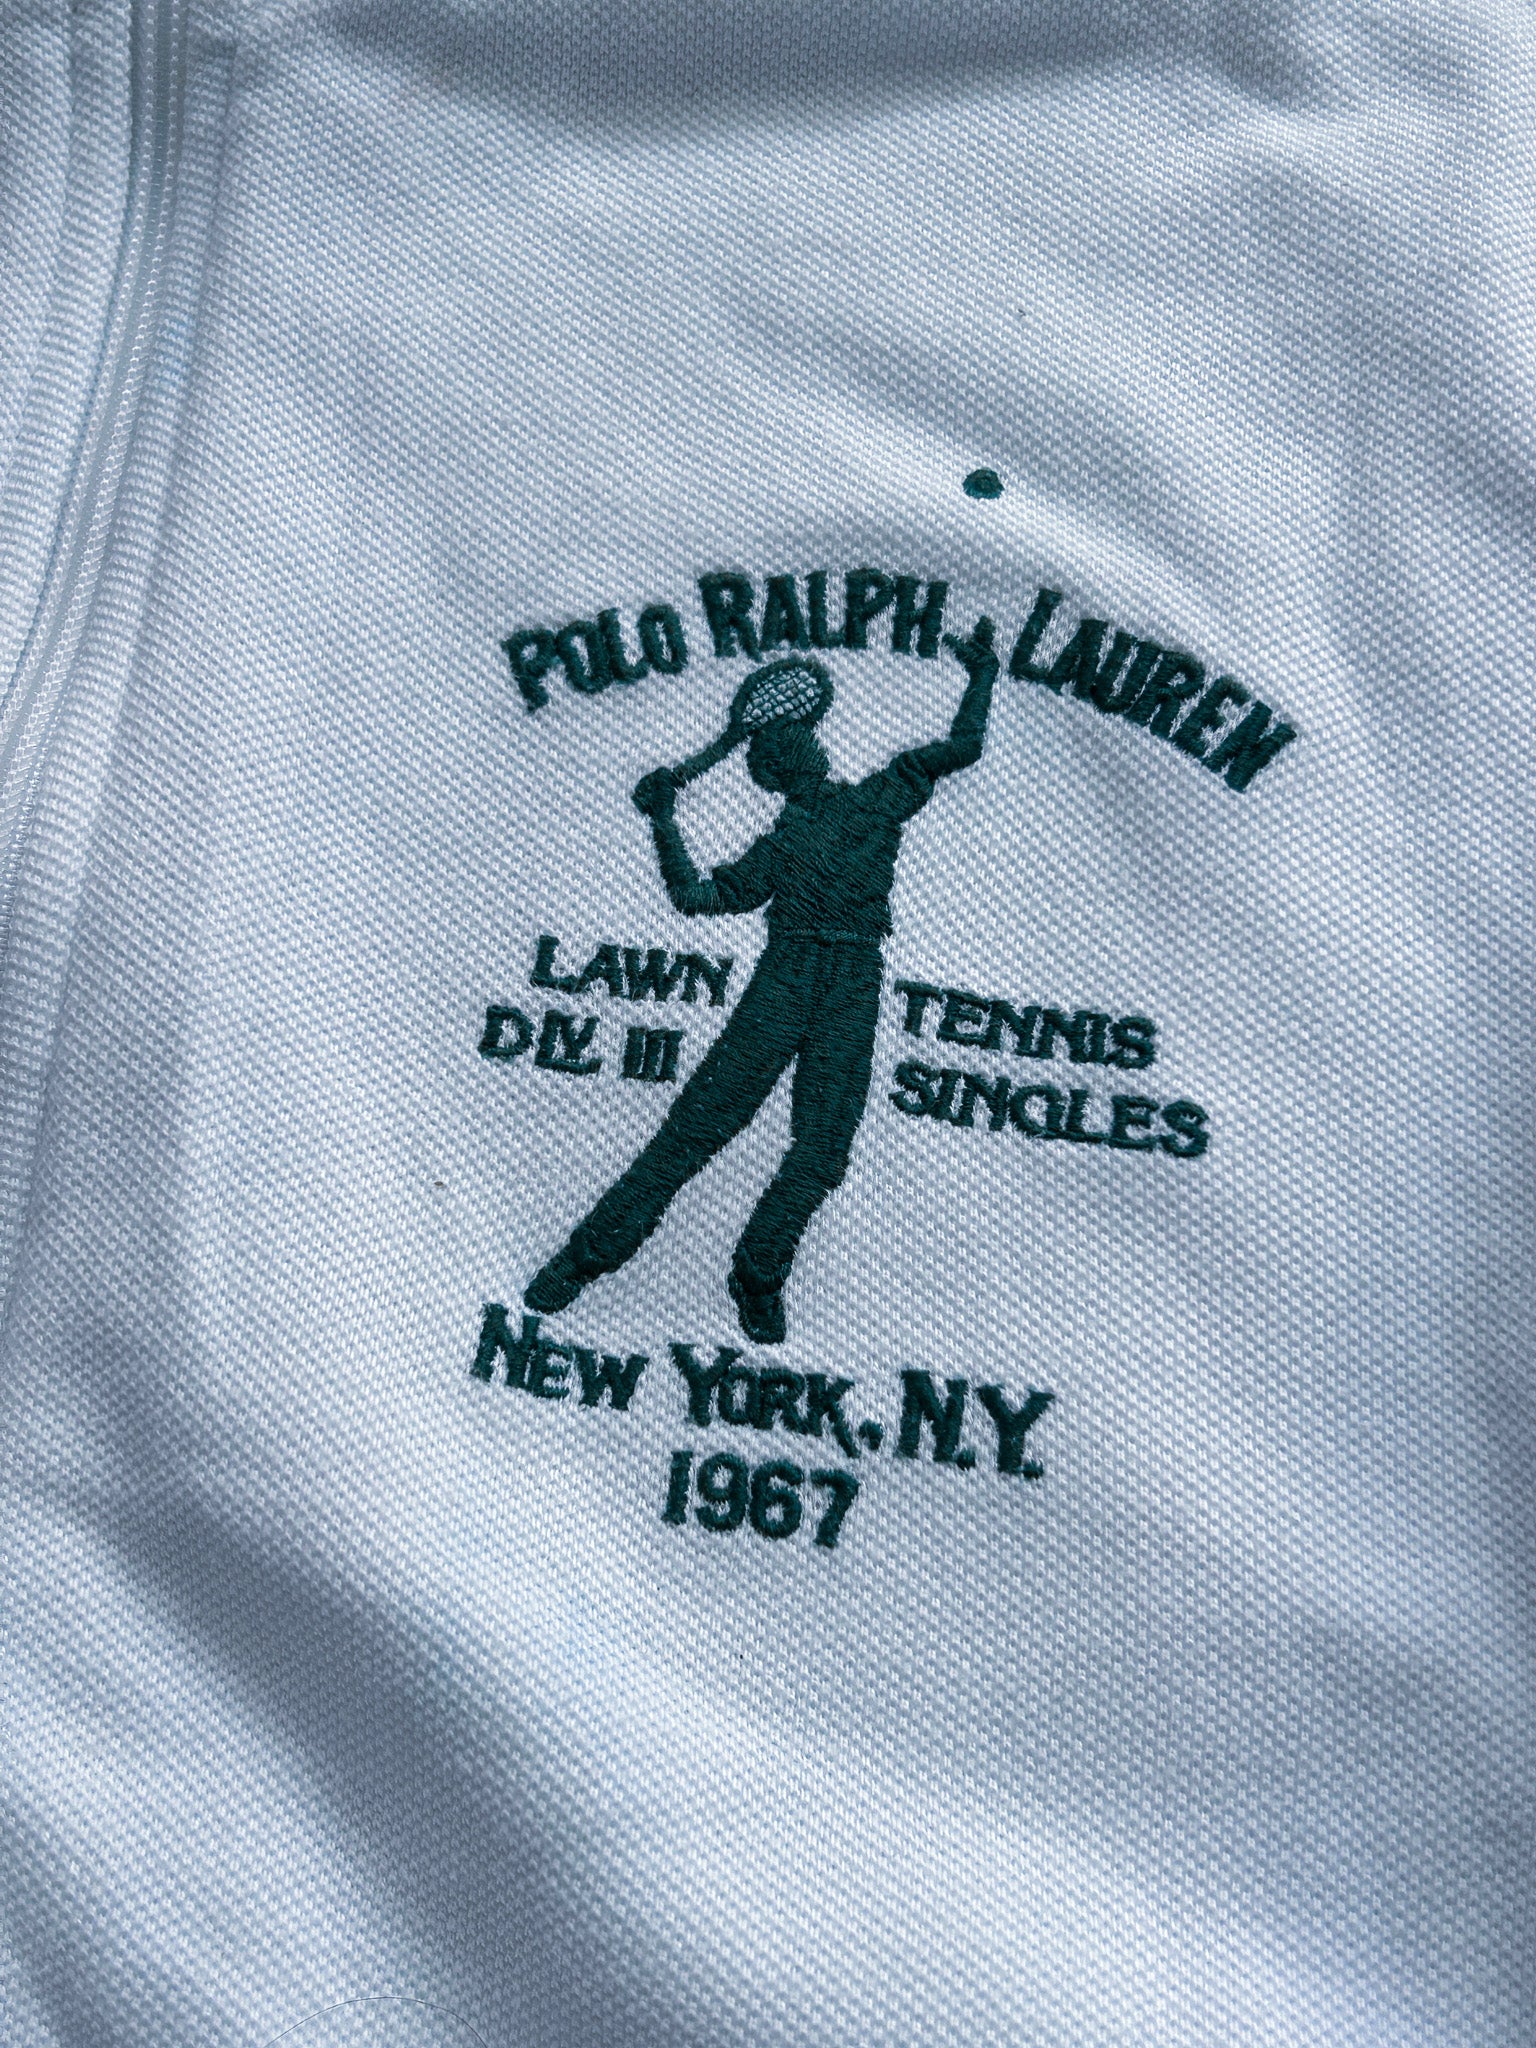 POLO RALPH LAUREN
LAWN TENNIS
DIV. III SINGLES
NEW YORK, N.Y.
1967